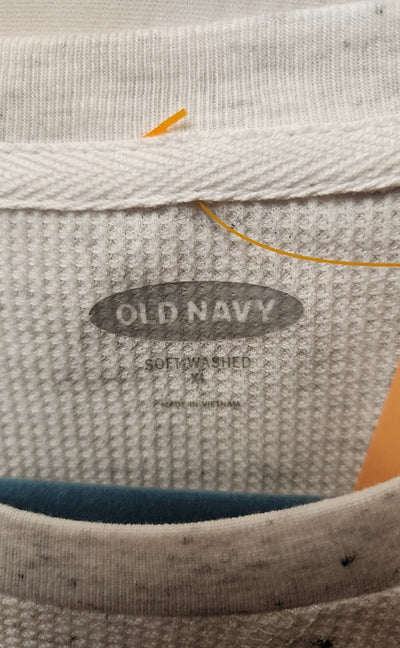 OLD NAVY
SOFT-WASHED
XL
MADE IN VIETNAM